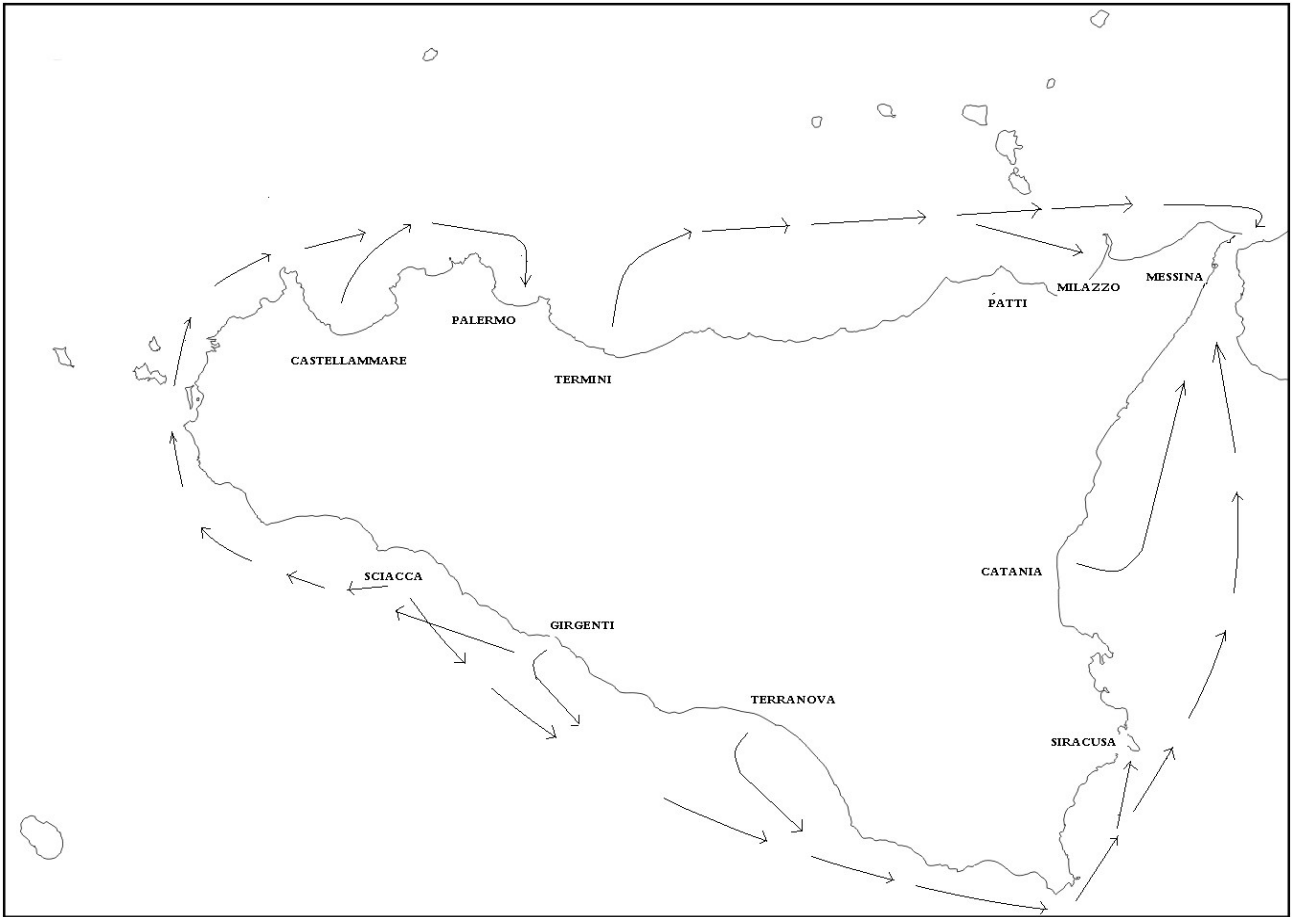 PALERMO
CASTELLAMMARE
TERMINI
PATTI
MILAZZO
MESSINA
SCIACCA
GIRGENTI
CATANIA
TERRANOVA
SIRACUSA